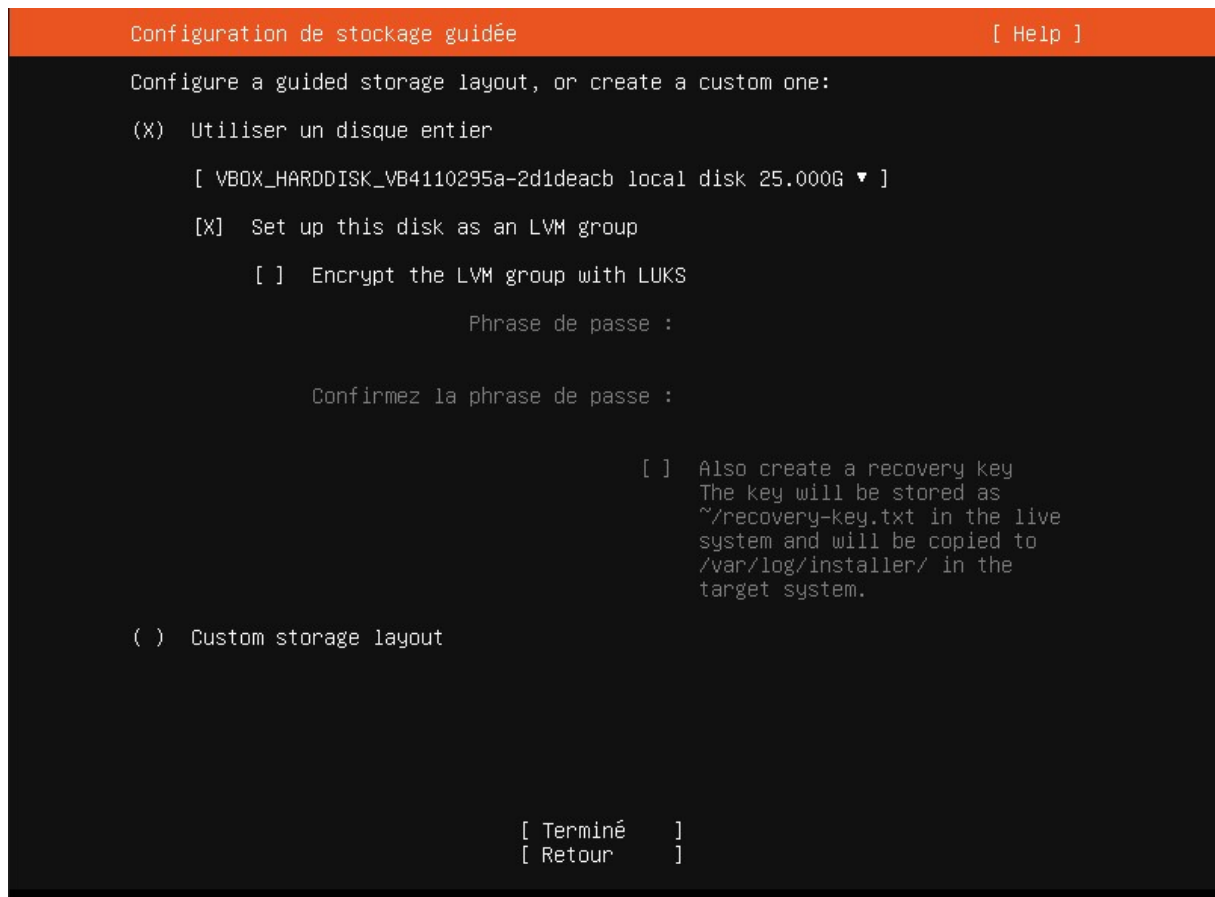 Configuration de stockage guidée [ Help ]
Configure a guided storage layout, or create a custom one:
(X) Utiliser un disque entier
[ VBOX_HARDDISK_VB4110295a-2d1deacb local disk 25.000G ▾ ]
[X] Set up this disk as an LVM group
[ ] Encrypt the LVM group with LUKS
Phrase de passe :
Confirmez la phrase de passe :
[ ] Also create a recovery key
The key will be stored as
~/recovery-key.txt in the live
system and will be copied to
/var/log/installer/ in the
target system.
( ) Custom storage layout
[ Terminé ]
[ Retour ]